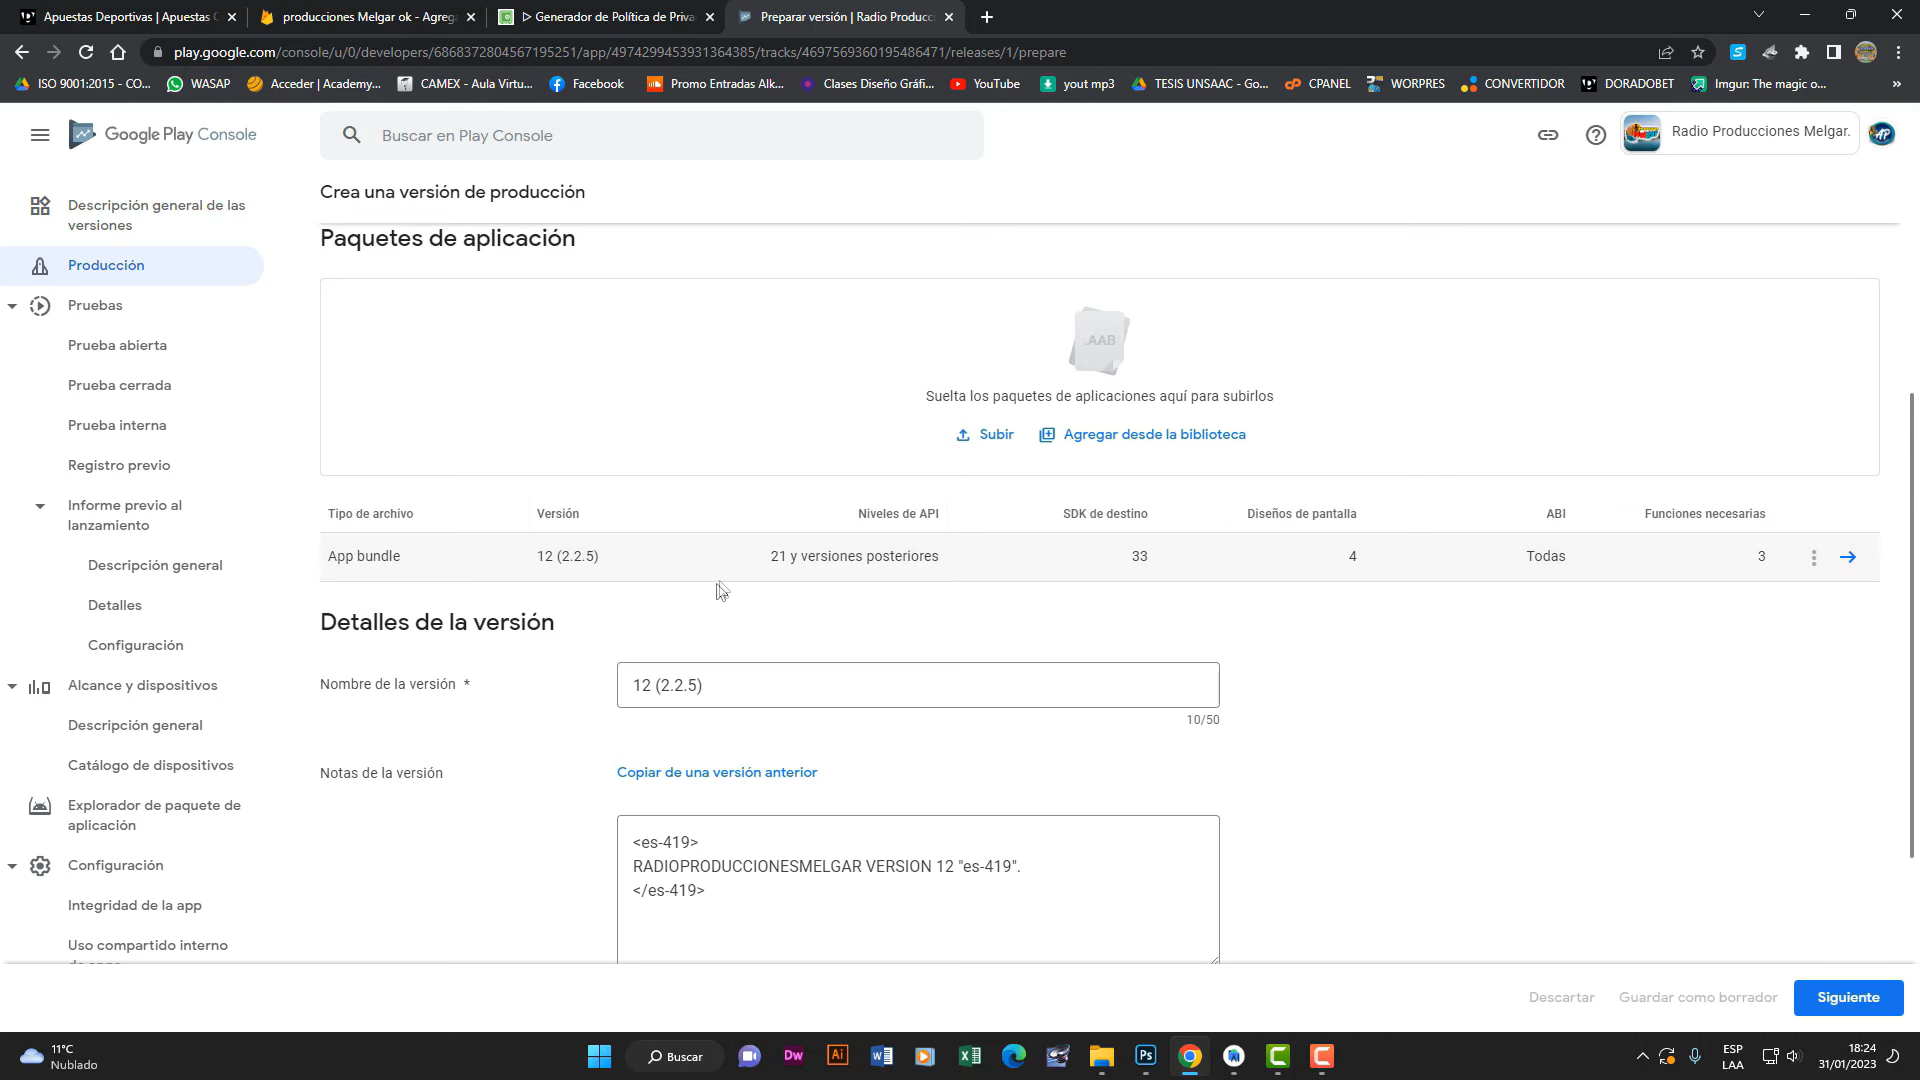 Apuestas Deportivas | Apuestas
producciones Melgar ok - Agrega
Generador de Política de Priva
Preparar versión | Radio Producci
play.google.com/console/u/0/developers/6868372804567195251/app/4974299453931364385/tracks/4697569360195486471/releases/1/prepare
ISO 9001:2015 - CO...
WASAP
Acceder | Academy...
CAMEX - Aula Virtu...
Facebook
Promo Entradas Alk...
Clases Diseño Gráfi...
YouTube
yout mp3
TESIS UNSAAC - Go...
CPANEL
WORPRES
CONVERTIDOR
DORADOBET
Imgur: The magic o...
»
Google Play Console
Buscar en Play Console
Radio Producciones Melgar.
Descripción general de las
versiones
Producción
Pruebas
Prueba abierta
Prueba cerrada
Prueba interna
Registro previo
Informe previo al
lanzamiento
Descripción general
Detalles
Configuración
Alcance y dispositivos
Descripción general
Catálogo de dispositivos
Explorador de paquete de
aplicación
Configuración
Integridad de la app
Uso compartido interno
Crea una versión de producción
Paquetes de aplicación
.AAB
Suelta los paquetes de aplicaciones aquí para subirlos
Subir
Agregar desde la biblioteca
Tipo de archivo Versión Niveles de API SDK de destino Diseños de pantalla ABI Funciones necesarias
App bundle 12 (2.2.5) 21 y versiones posteriores 33 4 Todas 3
Detalles de la versión
Nombre de la versión *
12 (2.2.5)
10/50
Notas de la versión
Copiar de una versión anterior
<es-419>
RADIOPRODUCCIONESMELGAR VERSION 12 "es-419".
</es-419>
Descartar
Guardar como borrador
Siguiente
11°C
Nublado
Buscar
Dw
Ai
Ps
ESP
LAA
18:24
31/01/2023